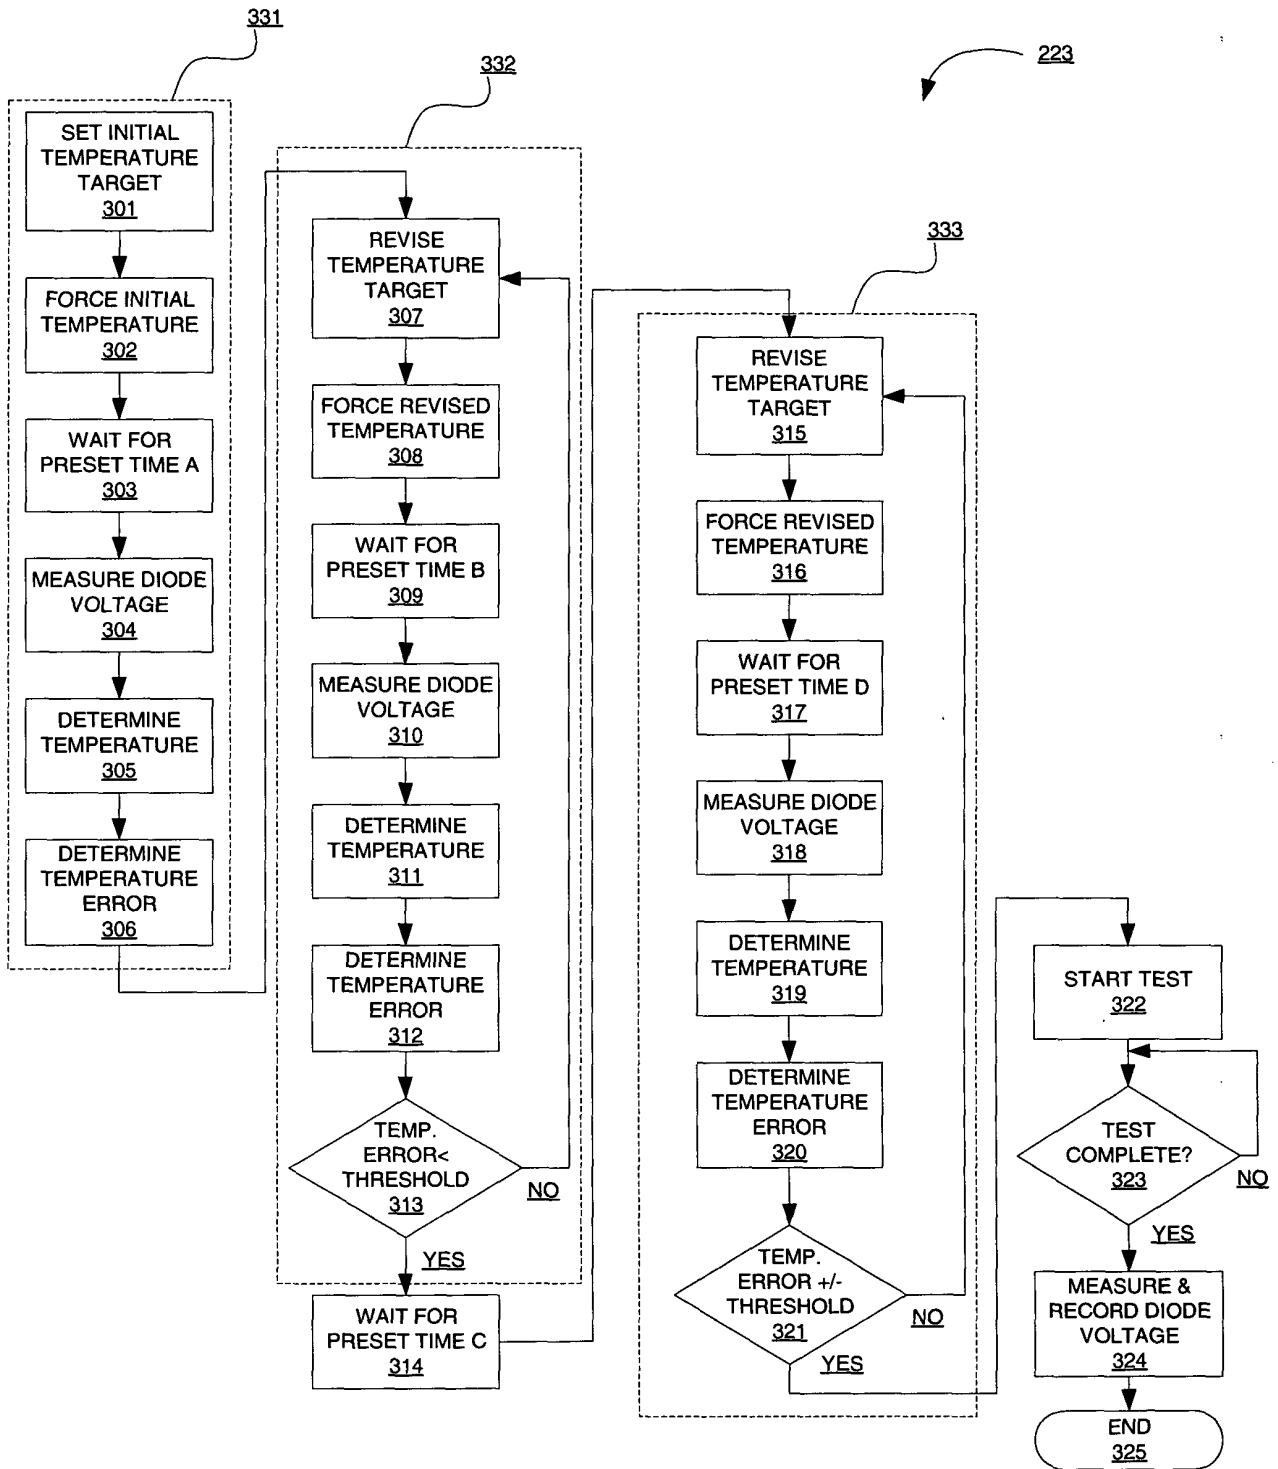 331
SET INITIAL
TEMPERATURE
TARGET
301
FORCE INITIAL
TEMPERATURE
302
WAIT FOR
PRESET TIME A
303
MEASURE DIODE
VOLTAGE
304
DETERMINE
TEMPERATURE
305
DETERMINE
TEMPERATURE
ERROR
306
332
REVISE
TEMPERATURE
TARGET
307
FORCE REVISED
TEMPERATURE
308
WAIT FOR
PRESET TIME B
309
MEASURE DIODE
VOLTAGE
310
DETERMINE
TEMPERATURE
311
DETERMINE
TEMPERATURE
ERROR
312
TEMP.
ERROR<
THRESHOLD
313
NO
YES
WAIT FOR
PRESET TIME C
314
223
333
REVISE
TEMPERATURE
TARGET
315
FORCE REVISED
TEMPERATURE
316
WAIT FOR
PRESET TIME D
317
MEASURE DIODE
VOLTAGE
318
DETERMINE
TEMPERATURE
319
DETERMINE
TEMPERATURE
ERROR
320
TEMP.
ERROR +/-
THRESHOLD
321
NO
YES
START TEST
322
TEST
COMPLETE?
323
NO
YES
MEASURE &
RECORD DIODE
VOLTAGE
324
END
325